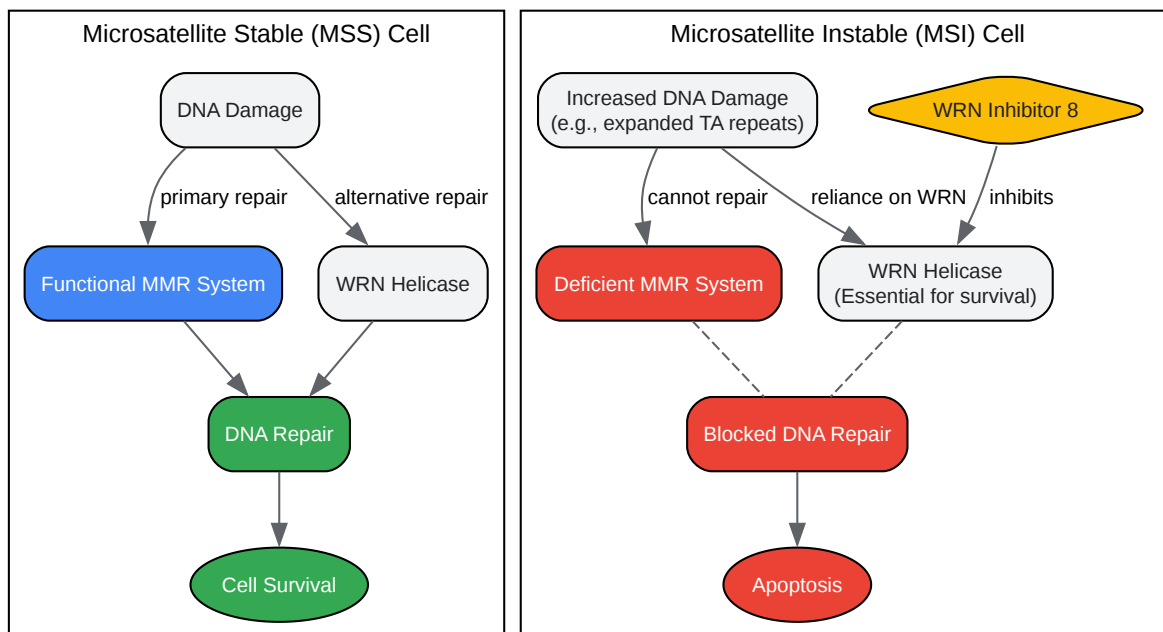 Microsatellite Stable (MSS) Cell
DNA Damage
primary repair
alternative repair
Functional MMR System
WRN Helicase
DNA Repair
Cell Survival
Microsatellite Instable (MSI) Cell
Increased DNA Damage
(e.g., expanded TA repeats)
WRN Inhibitor 8
cannot repair
reliance on WRN
inhibits
Deficient MMR System
WRN Helicase
(Essential for survival)
Blocked DNA Repair
Apoptosis